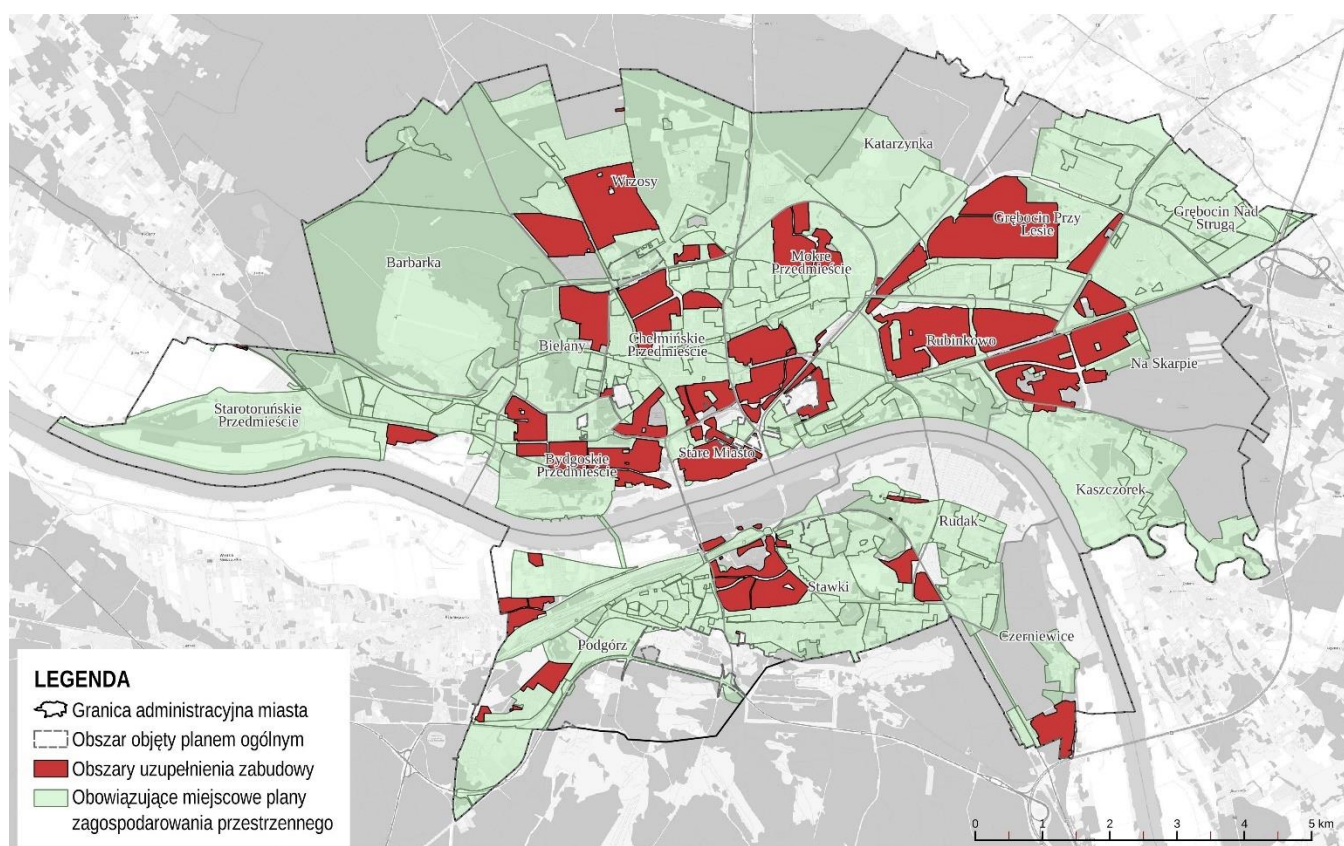 Wrzosy
Katarzynka
Grębocin Przy
Lesie
Grębocin Nad
Strugą
Barbarka
Mokre
Przedmieście
Bielany
Chełmińskie
Przedmieście
Rubinkowo
Na Skarpie
Starotoruńskie
Przedmieście
Bydgoskie
Przedmieście
Stare Miasto
Kaszczorek
Rudak
Stawki
Czerniewice
Podgórz
LEGENDA
Granica administracyjna miasta
Obszar objęty planem ogólnym
Obszary uzupełnienia zabudowy
Obowiązujące miejscowe plany
zagospodarowania przestrzennego
0 1 2 3 4 5 km